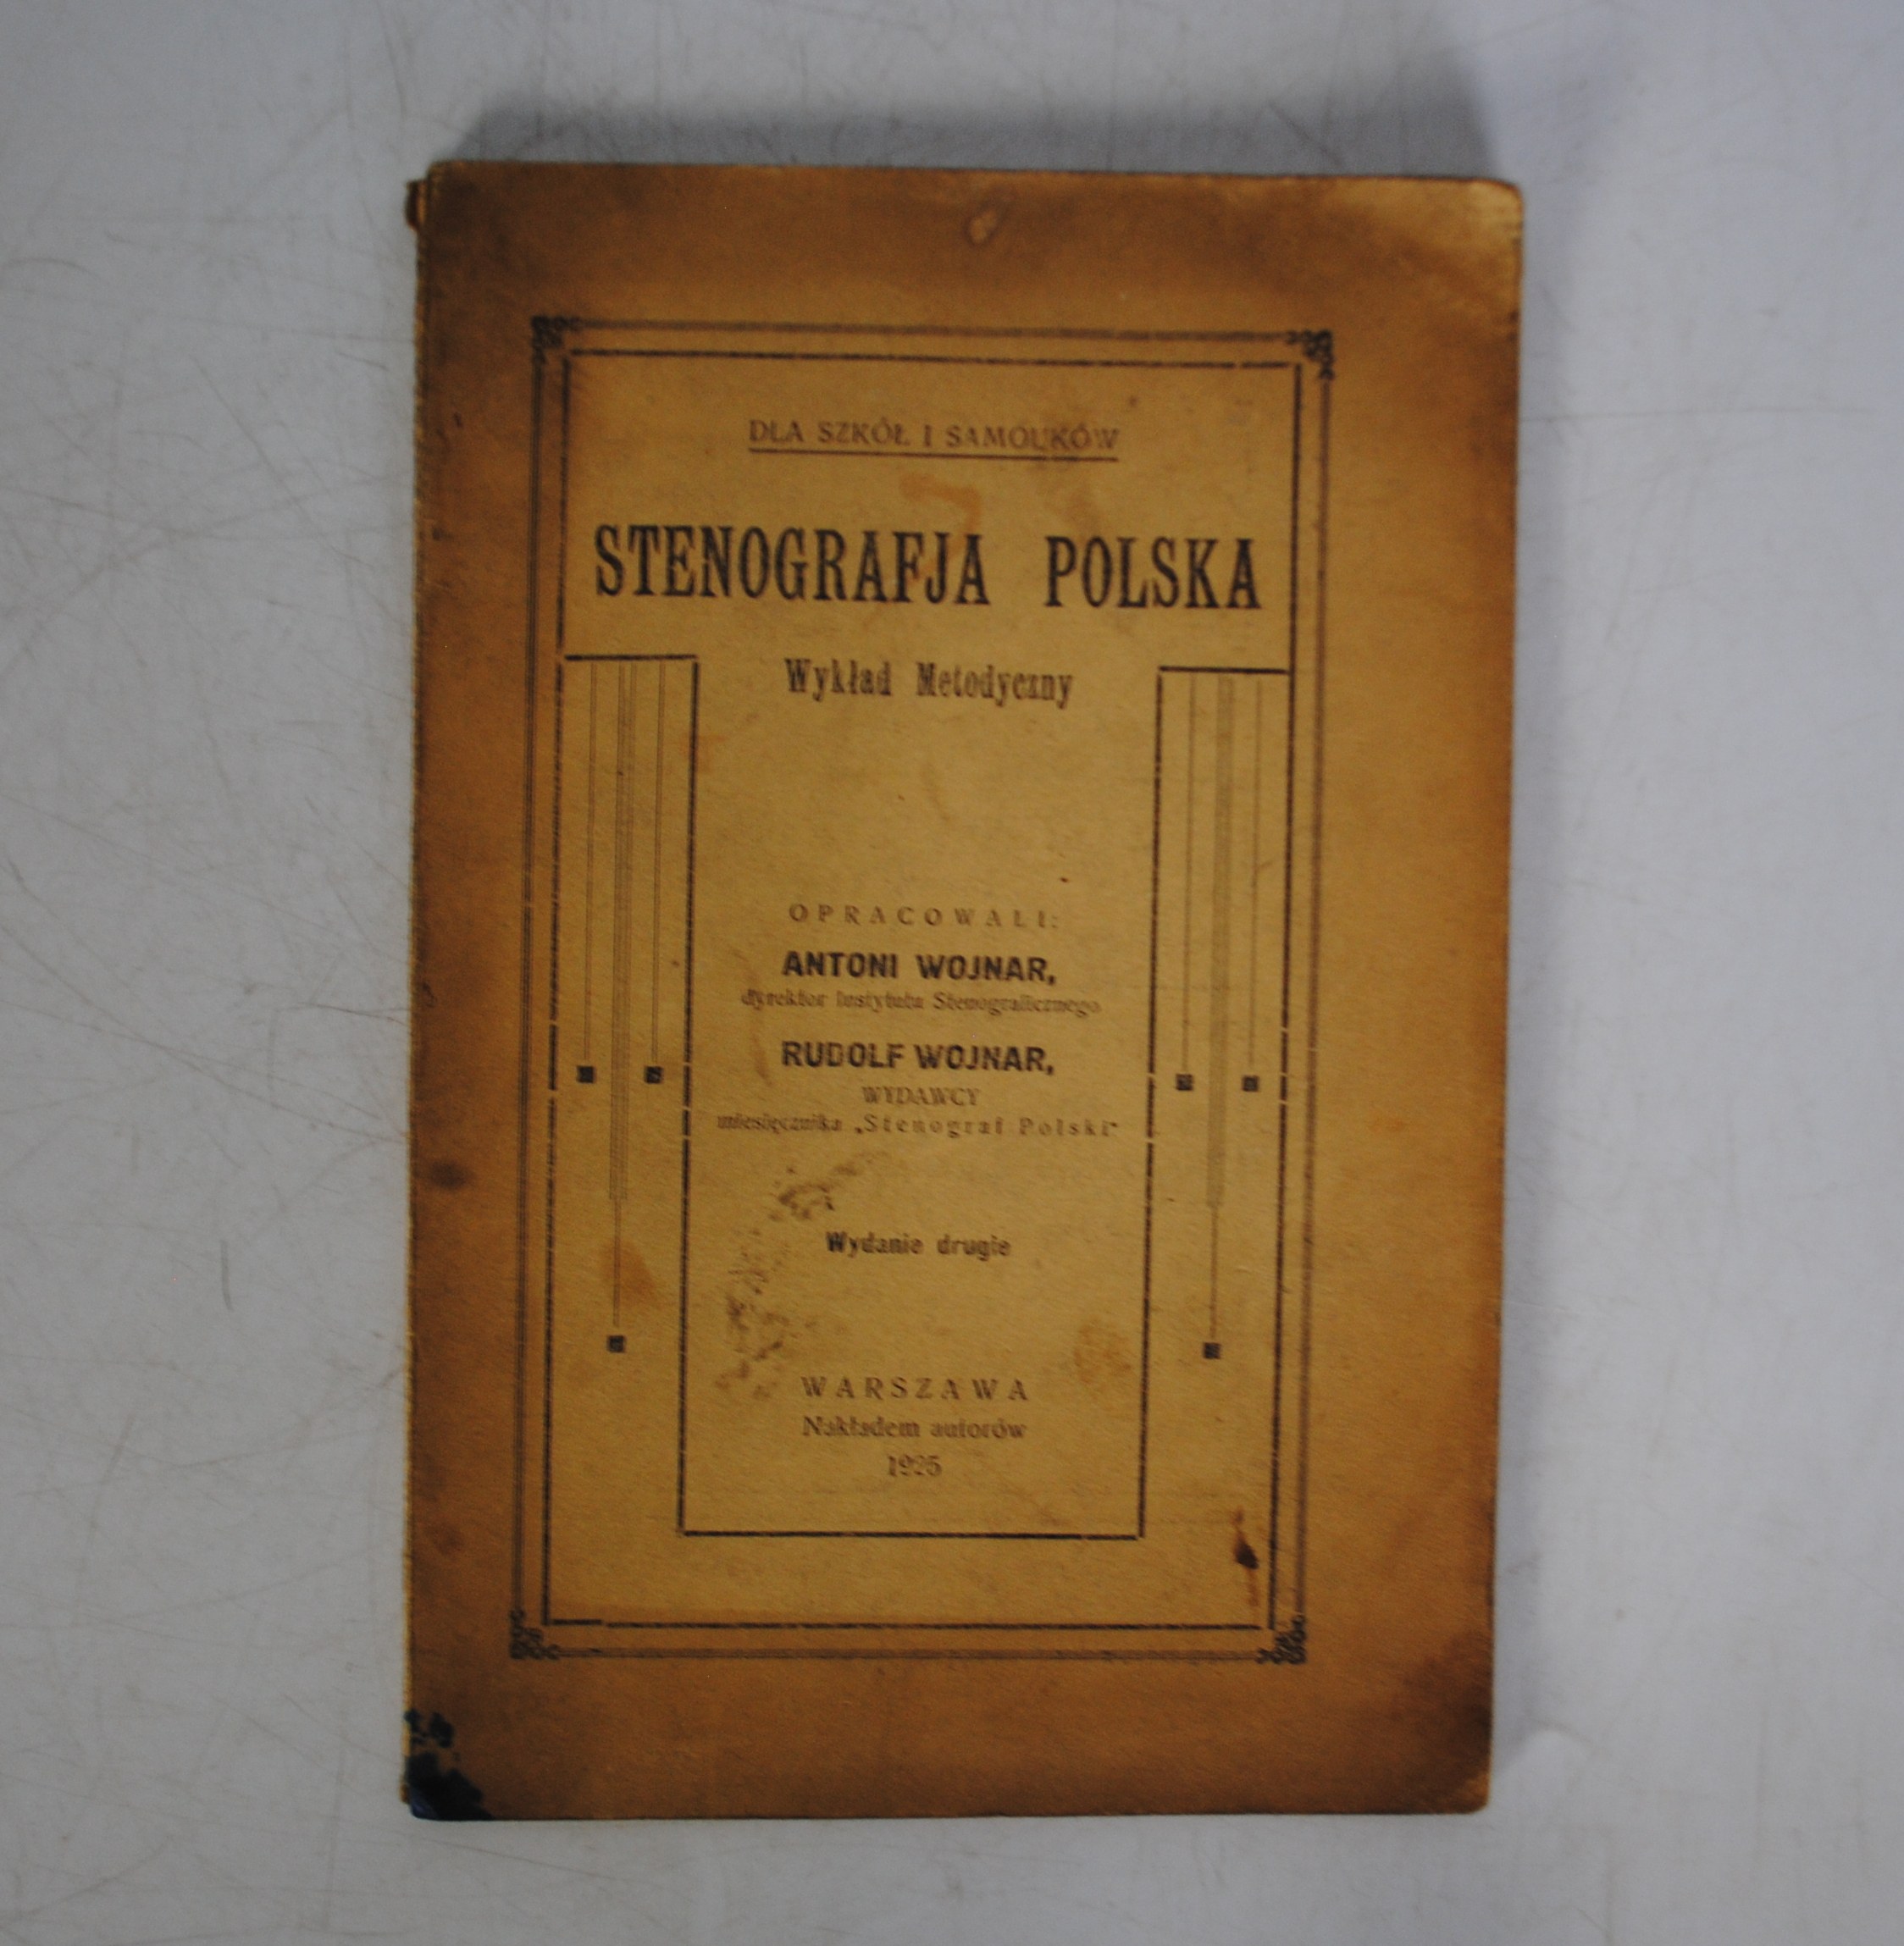 DLA SZKÓŁ I SAMOUKÓW
STENOGRAFJA POLSKA
Wykład Metodyczny
OPRACOWALI:
ANTONI WOJNAR,
dyrektor Instytutu Stenograficznego
RUDOLF WOJNAR,
WYDAWCY
miesięcznika „Stenograf Polski"
Wydanie drugie
WARSZAWA
Nakładem autorów
1925